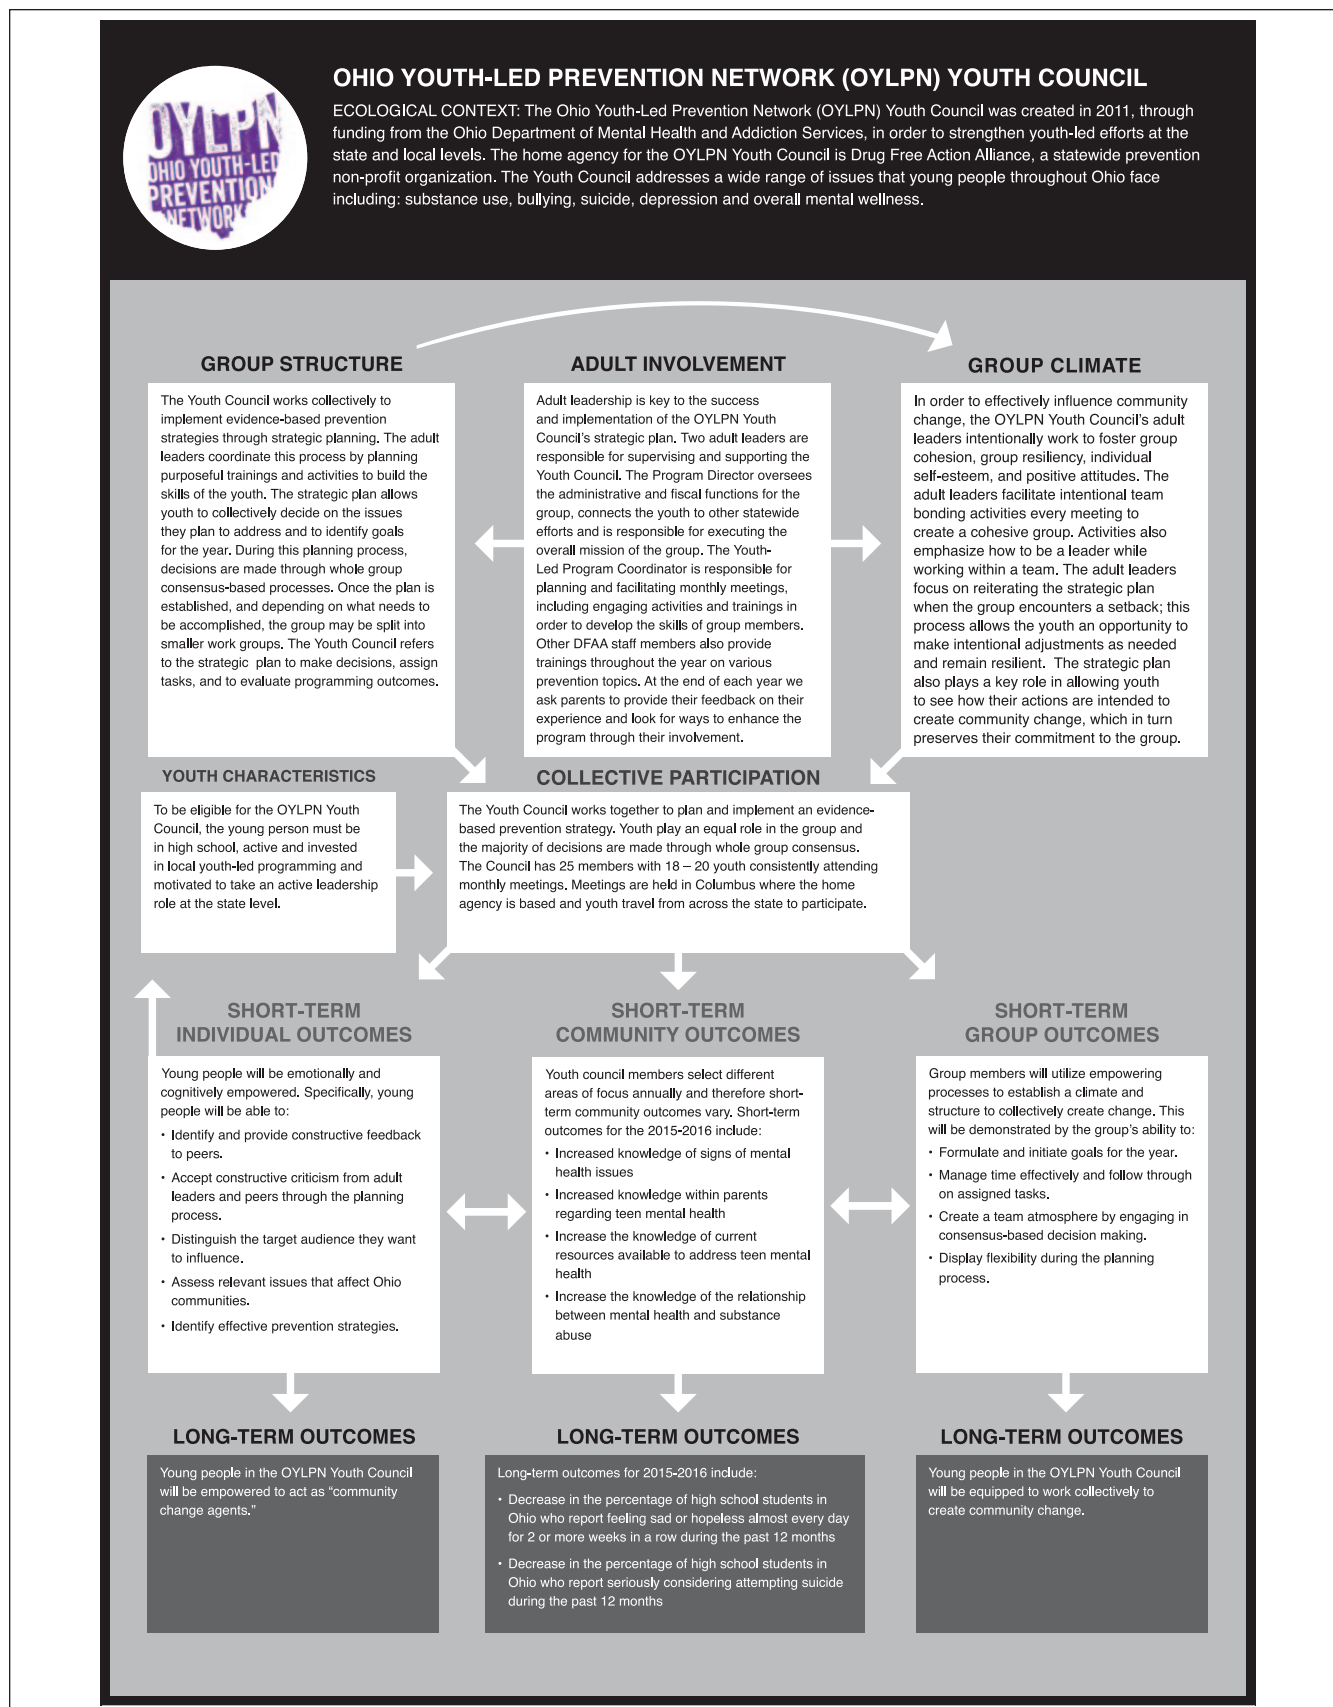 OYLPN
OHIO YOUTH-LED
PREVENTION
NETWORK
OHIO YOUTH-LED PREVENTION NETWORK (OYLPN) YOUTH COUNCIL
ECOLOGICAL CONTEXT: The Ohio Youth-Led Prevention Network (OYLPN) Youth Council was created in 2011, through
funding from the Ohio Department of Mental Health and Addiction Services, in order to strengthen youth-led efforts at the
state and local levels. The home agency for the OYLPN Youth Council is Drug Free Action Alliance, a statewide prevention
non-profit organization. The Youth Council addresses a wide range of issues that young people throughout Ohio face
including: substance use, bullying, suicide, depression and overall mental wellness.
GROUP STRUCTURE
The Youth Council works collectively to
implement evidence-based prevention
strategies through strategic planning. The adult
leaders coordinate this process by planning
purposeful trainings and activities to build the
skills of the youth. The strategic plan allows
youth to collectively decide on the issues
they plan to address and to identify goals
for the year. During this planning process,
decisions are made through whole group
consensus-based processes. Once the plan is
established, and depending on what needs to
be accomplished, the group may be split into
smaller work groups. The Youth Council refers
to the strategic plan to make decisions, assign
tasks, and to evaluate programming outcomes.
ADULT INVOLVEMENT
Adult leadership is key to the success
and implementation of the OYLPN Youth
Council's strategic plan. Two adult leaders are
responsible for supervising and supporting the
Youth Council. The Program Director oversees
the administrative and fiscal functions for the
group, connects the youth to other statewide
efforts and is responsible for executing the
overall mission of the group. The Youth-
Led Program Coordinator is responsible for
planning and facilitating monthly meetings,
including engaging activities and trainings in
order to develop the skills of group members.
Other DFAA staff members also provide
trainings throughout the year on various
prevention topics. At the end of each year we
ask parents to provide their feedback on their
experience and look for ways to enhance the
program through their involvement.
GROUP CLIMATE
In order to effectively influence community
change, the OYLPN Youth Council's adult
leaders intentionally work to foster group
cohesion, group resiliency, individual
self-esteem, and positive attitudes. The
adult leaders facilitate intentional team
bonding activities every meeting to
create a cohesive group. Activities also
emphasize how to be a leader while
working within a team. The adult leaders
focus on reiterating the strategic plan
when the group encounters a setback; this
process allows the youth an opportunity to
make intentional adjustments as needed
and remain resilient. The strategic plan
also plays a key role in allowing youth
to see how their actions are intended to
create community change, which in turn
preserves their commitment to the group.
YOUTH CHARACTERISTICS
To be eligible for the OYLPN Youth
Council, the young person must be
in high school, active and invested
in local youth-led programming and
motivated to take an active leadership
role at the state level.
COLLECTIVE PARTICIPATION
The Youth Council works together to plan and implement an evidence-
based prevention strategy. Youth play an equal role in the group and
the majority of decisions are made through whole group consensus.
The Council has 25 members with 18 – 20 youth consistently attending
monthly meetings. Meetings are held in Columbus where the home
agency is based and youth travel from across the state to participate.
SHORT-TERM
INDIVIDUAL OUTCOMES
Young people will be emotionally and
cognitively empowered. Specifically, young
people will be able to:
• Identify and provide constructive feedback
to peers.
• Accept constructive criticism from adult
leaders and peers through the planning
process.
• Distinguish the target audience they want
to influence.
• Assess relevant issues that affect Ohio
communities.
• Identify effective prevention strategies.
SHORT-TERM
COMMUNITY OUTCOMES
Youth council members select different
areas of focus annually and therefore short-
term community outcomes vary. Short-term
outcomes for the 2015-2016 include:
• Increased knowledge of signs of mental
health issues
• Increased knowledge within parents
regarding teen mental health
• Increase the knowledge of current
resources available to address teen mental
health
• Increase the knowledge of the relationship
between mental health and substance
abuse
SHORT-TERM
GROUP OUTCOMES
Group members will utilize empowering
processes to establish a climate and
structure to collectively create change. This
will be demonstrated by the group's ability to:
• Formulate and initiate goals for the year.
• Manage time effectively and follow through
on assigned tasks.
• Create a team atmosphere by engaging in
consensus-based decision making.
• Display flexibility during the planning
process.
LONG-TERM OUTCOMES
Young people in the OYLPN Youth Council
will be empowered to act as “community
change agents.”
LONG-TERM OUTCOMES
Long-term outcomes for 2015-2016 include:
• Decrease in the percentage of high school students in
Ohio who report feeling sad or hopeless almost every day
for 2 or more weeks in a row during the past 12 months
• Decrease in the percentage of high school students in
Ohio who report seriously considering attempting suicide
during the past 12 months
LONG-TERM OUTCOMES
Young people in the OYLPN Youth Council
will be equipped to work collectively to
create community change.